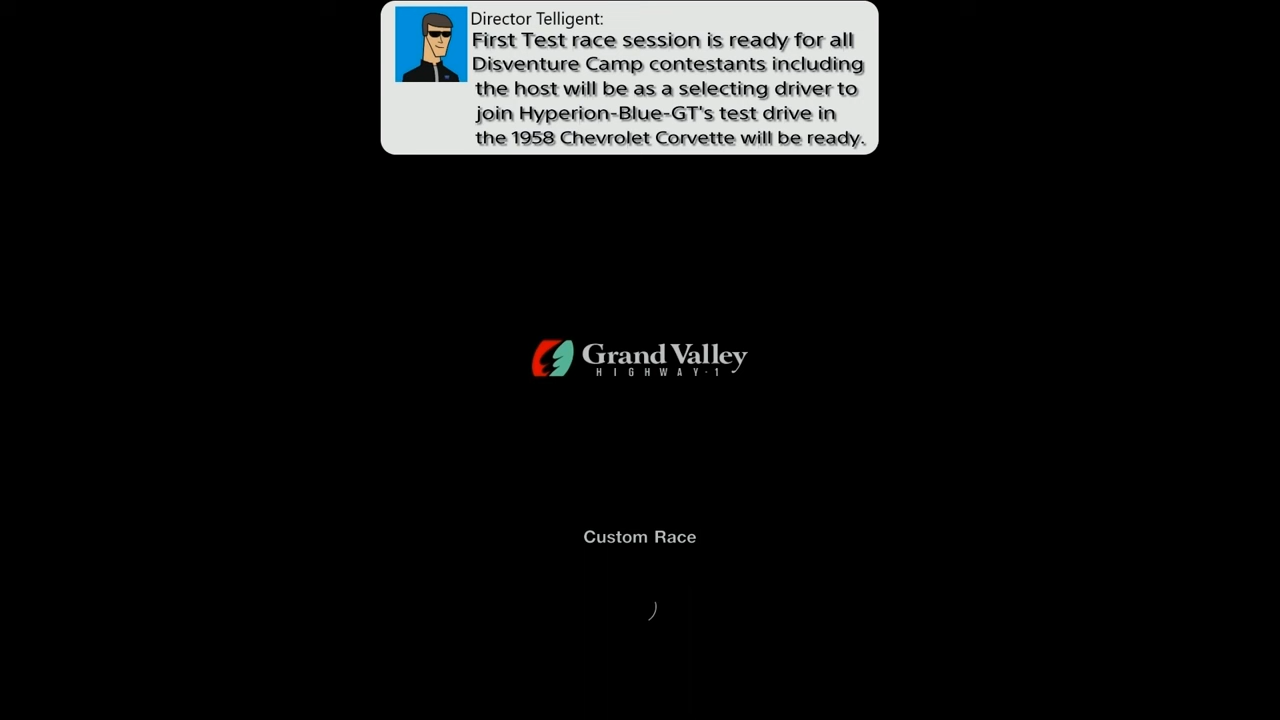 Director Telligent:
First Test race session is ready for all
Disventure Camp contestants including
the host will be as a selecting driver to
join Hyperion-Blue-GT's test drive in
the 1958 Chevrolet Corvette will be ready.
Grand Valley
HIGHWAY-1
Custom Race